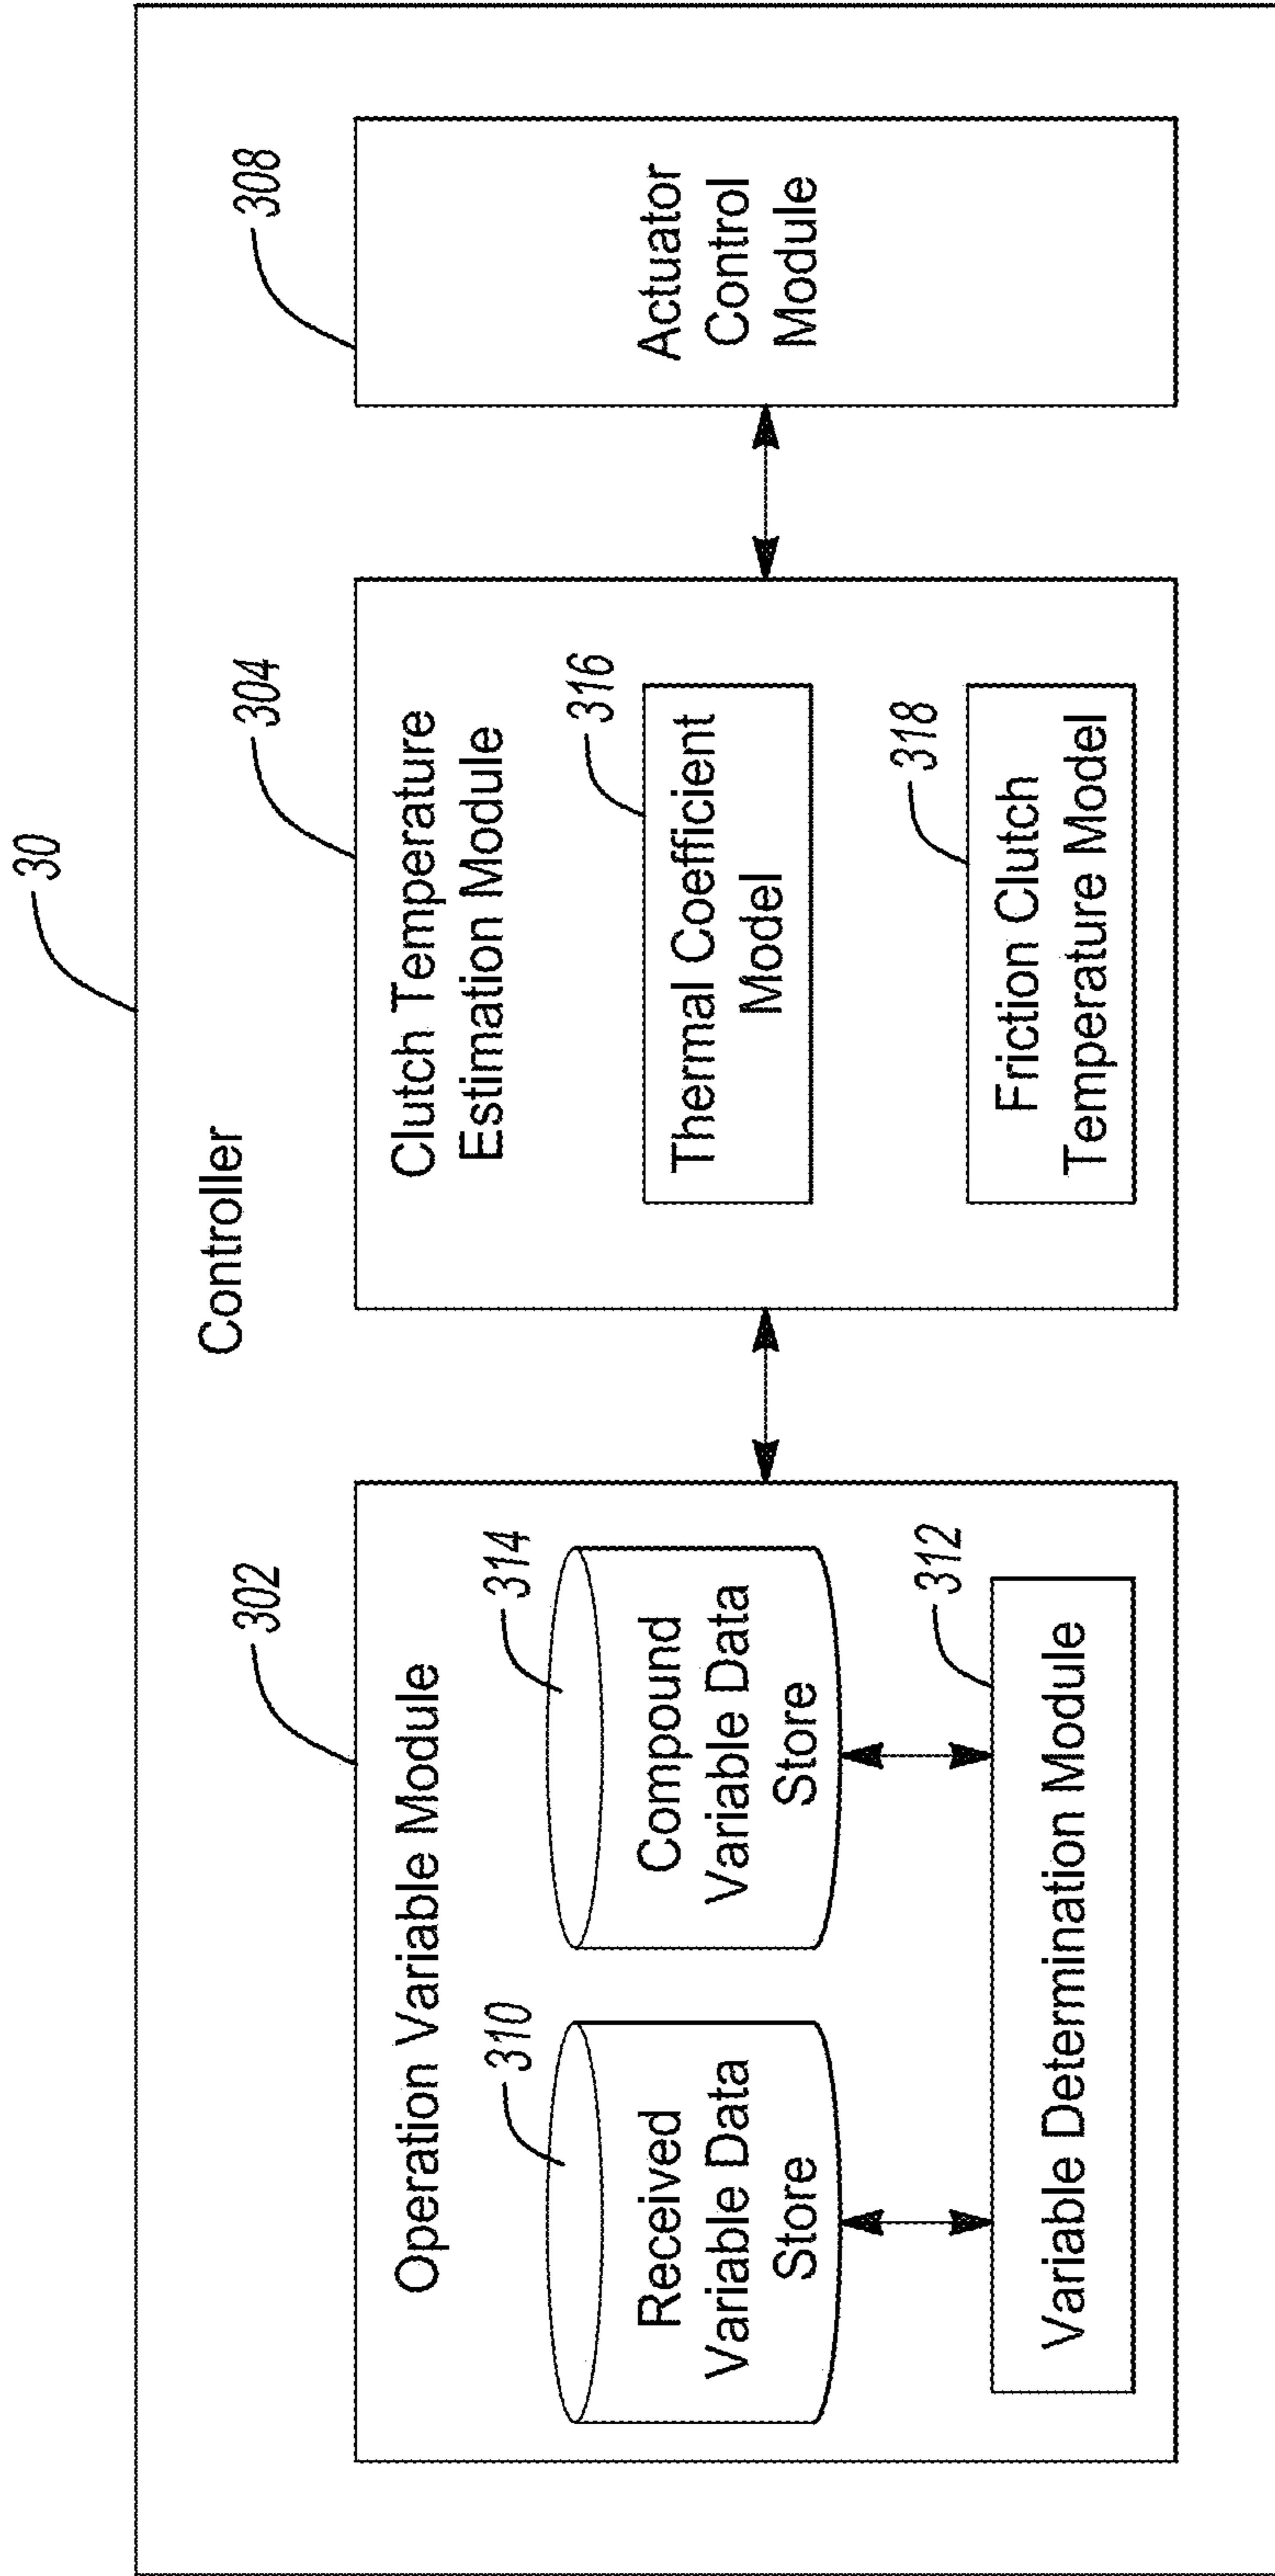 30
Controller
302
Operation Variable Module
310
Received
Variable Data
Store
314
Compound
Variable Data
Store
312
Variable Determination Module
304
Clutch Temperature
Estimation Module
316
Thermal Coefficient
Model
318
Friction Clutch
Temperature Model
308
Actuator
Control
Module